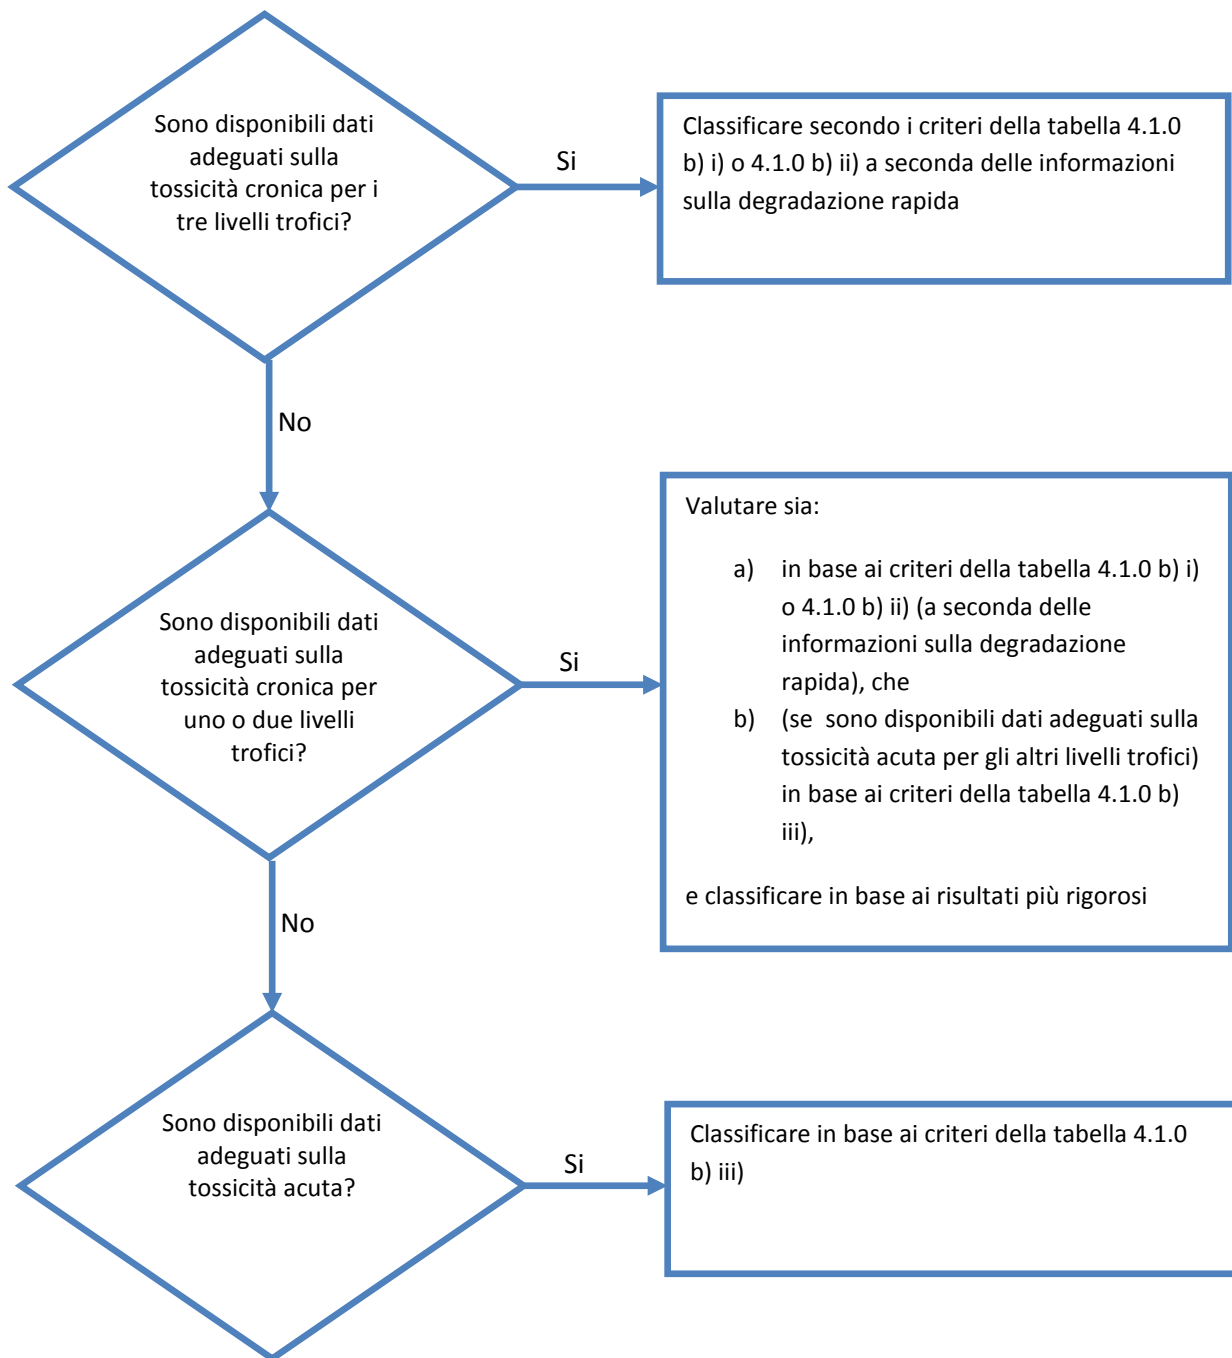 Sono disponibili dati
adeguati sulla
tossicità cronica per i
tre livelli trofici?
Si
Classificare secondo i criteri della tabella 4.1.0
b) i) o 4.1.0 b) ii) a seconda delle informazioni
sulla degradazione rapida
No
Sono disponibili dati
adeguati sulla
tossicità cronica per
uno o due livelli
trofici?
Si
Valutare sia:
a) in base ai criteri della tabella 4.1.0 b) i)
o 4.1.0 b) ii) (a seconda delle
informazioni sulla degradazione
rapida), che
b) (se sono disponibili dati adeguati sulla
tossicità acuta per gli altri livelli trofici)
in base ai criteri della tabella 4.1.0 b)
iii),
e classificare in base ai risultati più rigorosi
No
Sono disponibili dati
adeguati sulla
tossicità acuta?
Si
Classificare in base ai criteri della tabella 4.1.0
b) iii)